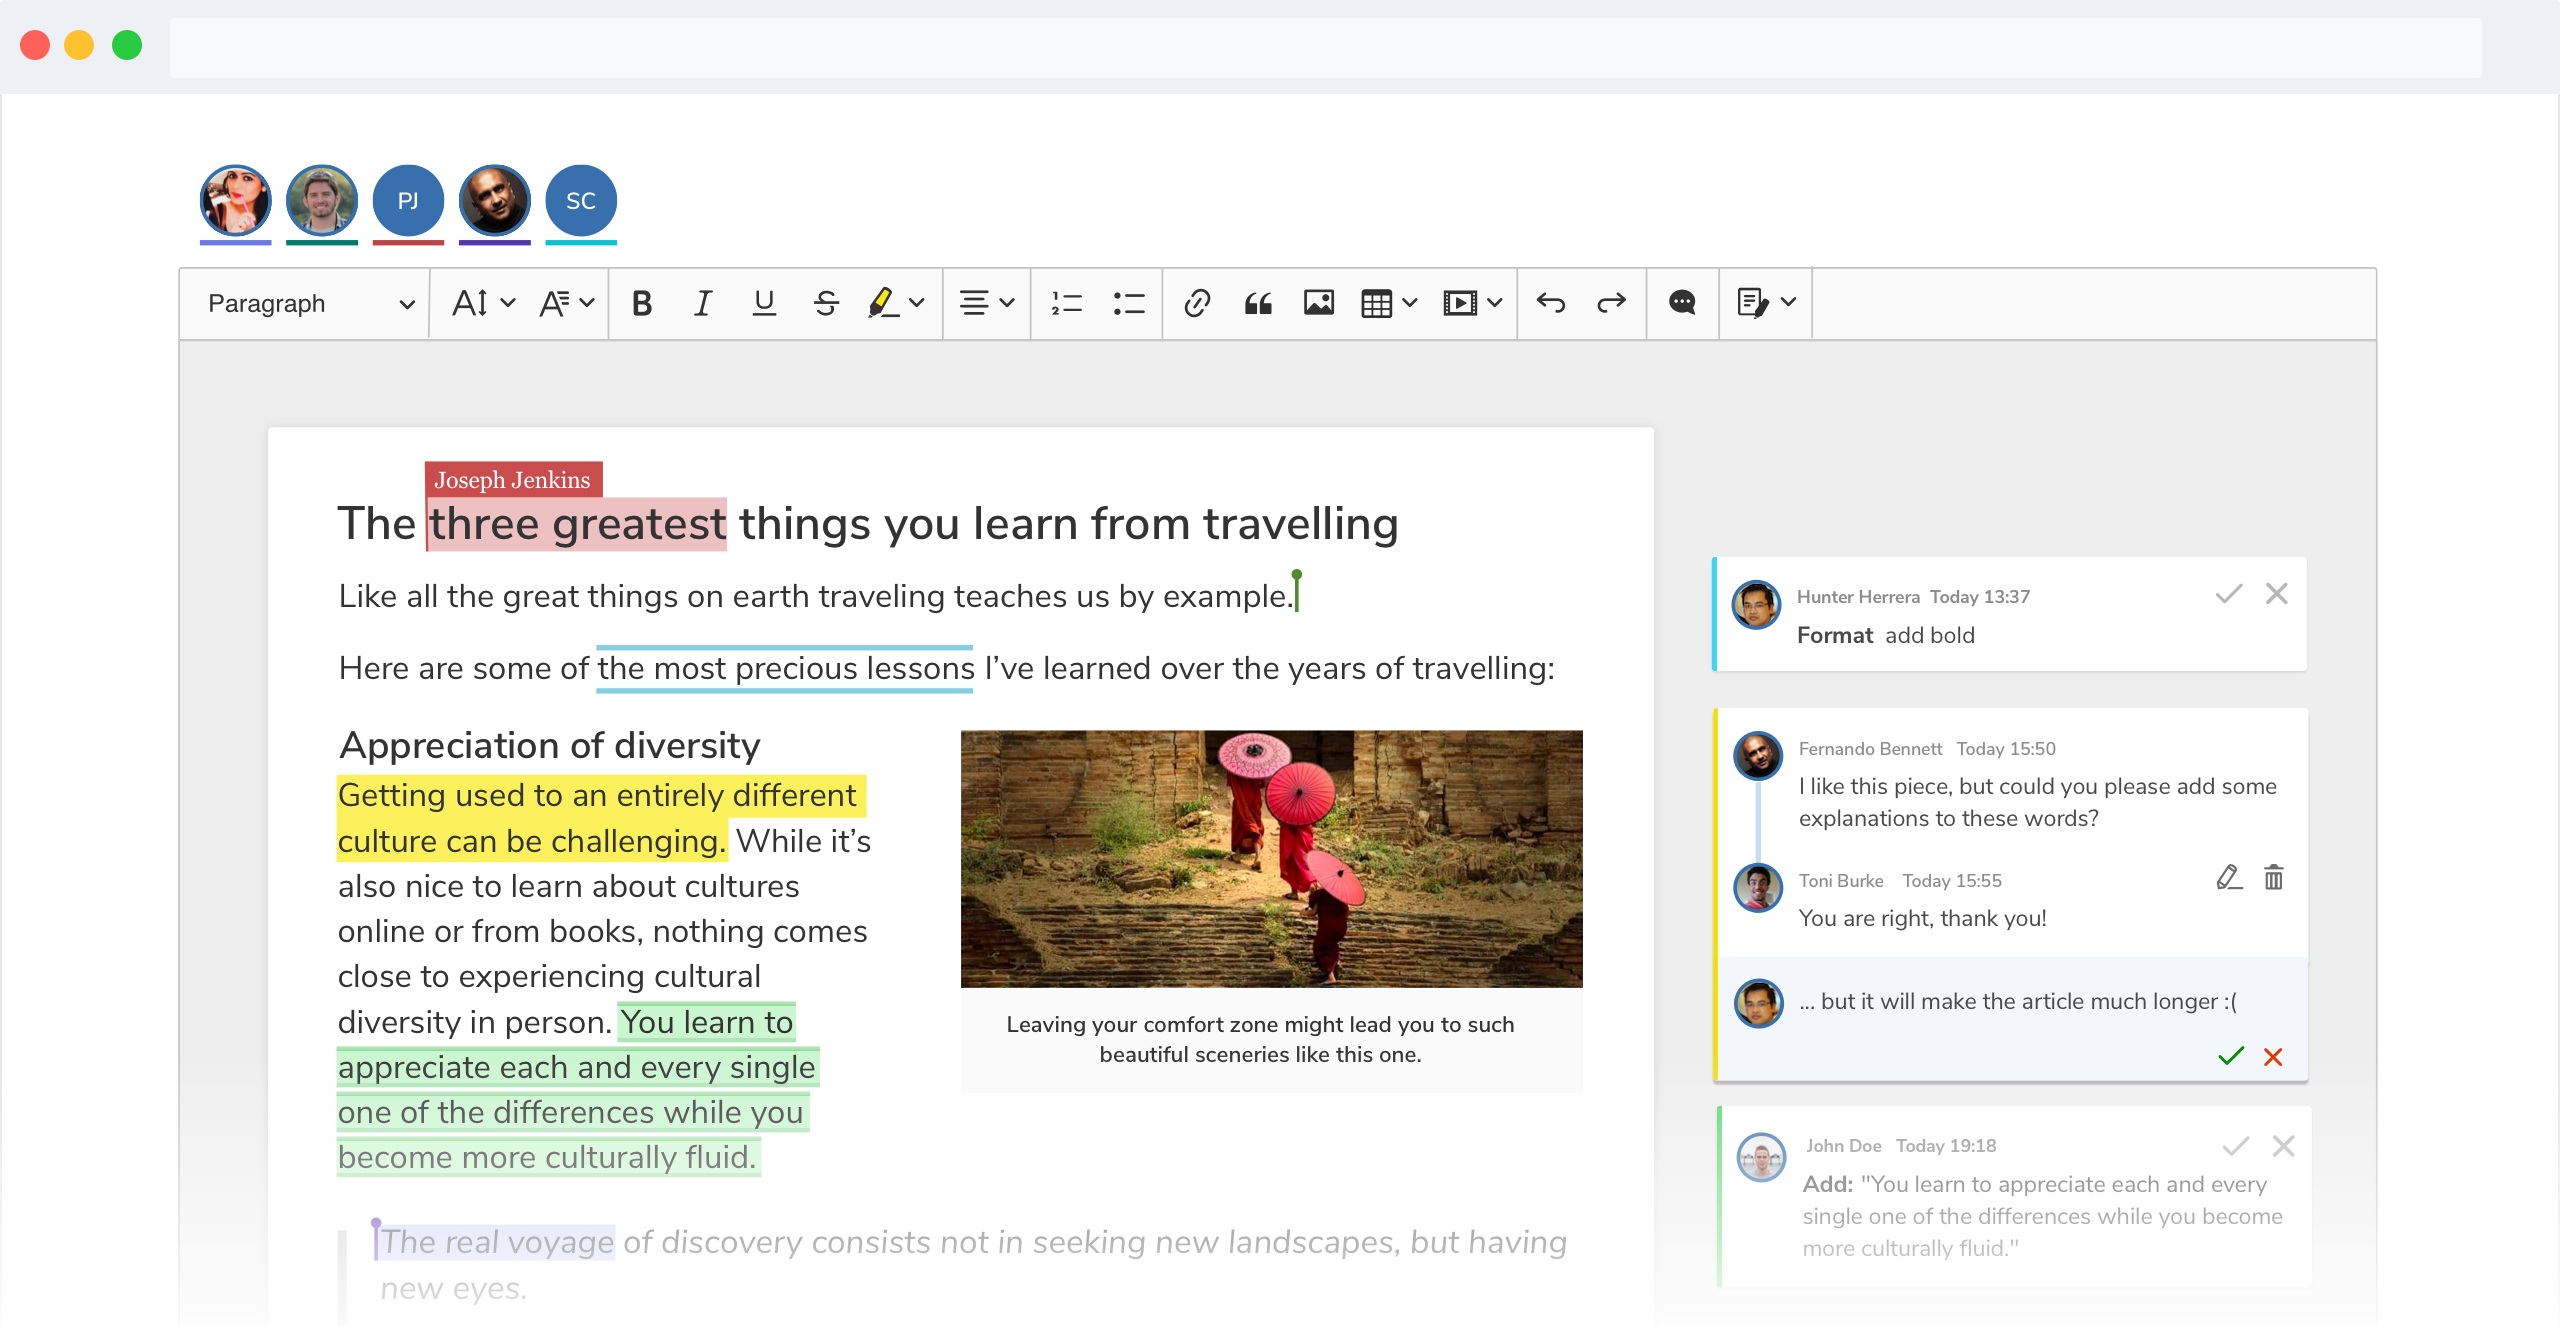 PJ
SC
Paragraph
Joseph Jenkins
The three greatest things you learn from travelling
Like all the great things on earth traveling teaches us by example.
Here are some of the most precious lessons I’ve learned over the years of travelling:
Appreciation of diversity
Getting used to an entirely different
culture can be challenging. While it’s
also nice to learn about cultures
online or from books, nothing comes
close to experiencing cultural
diversity in person. You learn to
appreciate each and every single
one of the differences while you
become more culturally fluid.
Leaving your comfort zone might lead you to such
beautiful sceneries like this one.
The real voyage of discovery consists not in seeking new landscapes, but having
new eyes.
Hunter Herrera Today 13:37
Format add bold
Fernando Bennett Today 15:50
I like this piece, but could you please add some
explanations to these words?
Toni Burke Today 15:55
You are right, thank you!
... but it will make the article much longer :(
John Doe Today 19:18
Add: "You learn to appreciate each and every
single one of the differences while you become
more culturally fluid."